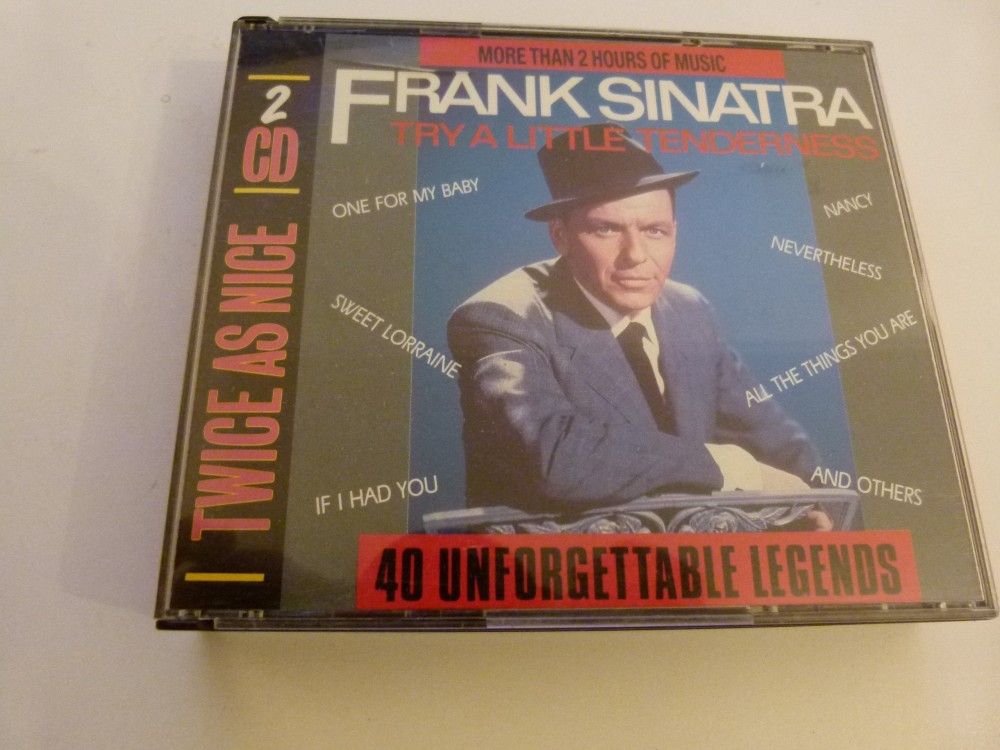 MORE THAN 2 HOURS OF MUSIC
FRANK SINATRA
TRY A LITTLE TENDERNESS
2
CD
TWICE AS NICE
ONE FOR MY BABY
NANCY
NEVERTHELESS
SWEET LORRAINE
ALL THE THINGS YOU ARE
IF I HAD YOU
AND OTHERS
40 UNFORGETTABLE LEGENDS